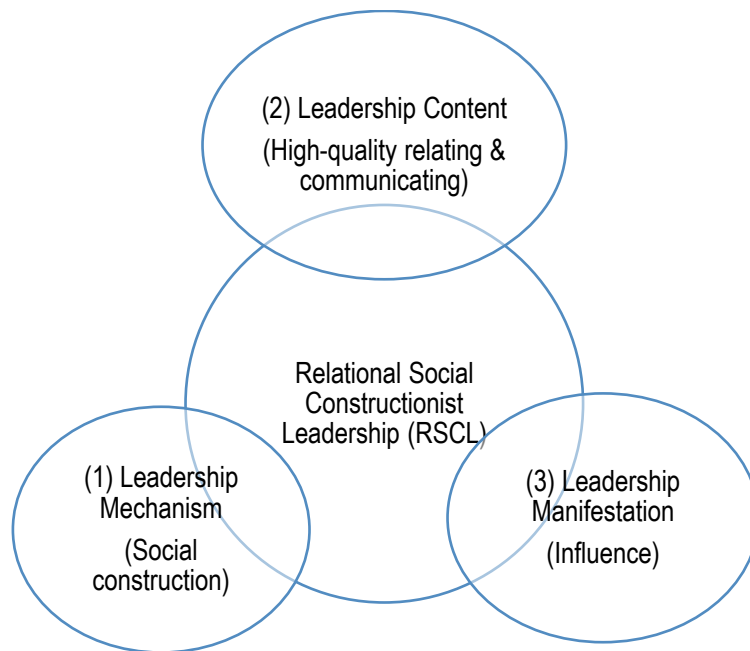 (2) Leadership Content
(High-quality relating &
communicating)
Relational Social
Constructionist
Leadership (RSCL)
(1) Leadership
Mechanism
(Social
construction)
(3) Leadership
Manifestation
(Influence)